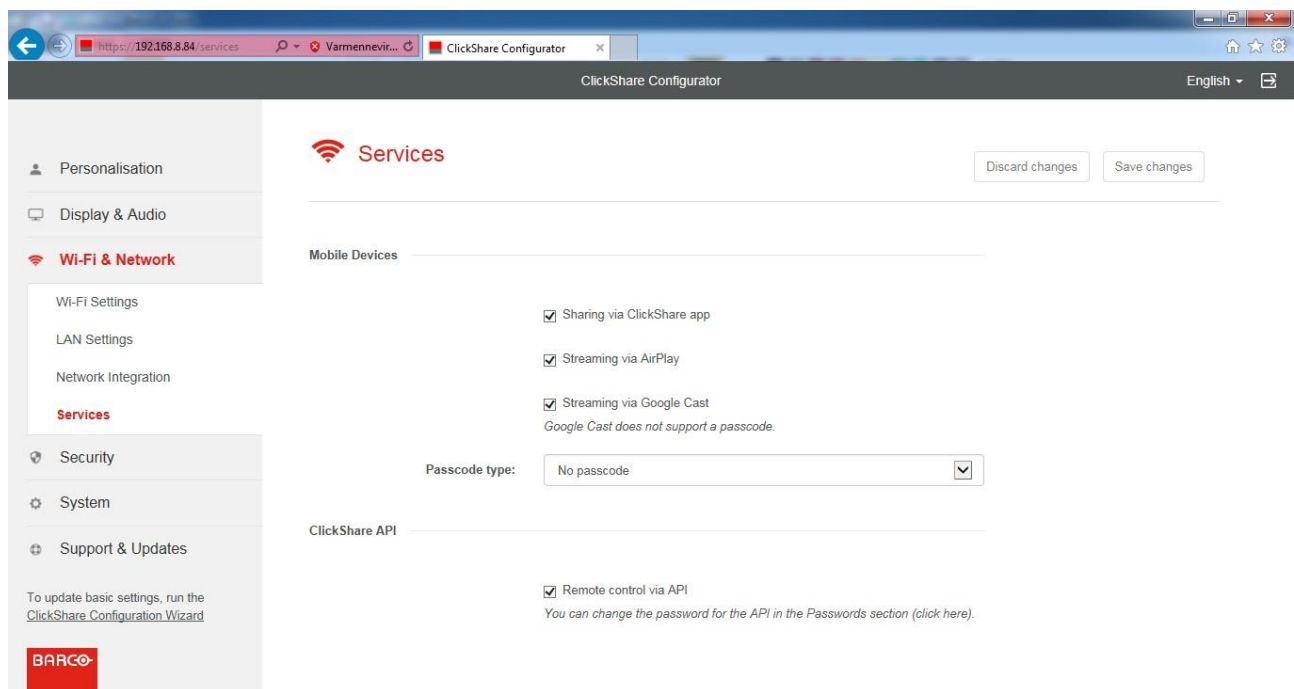 https://192.168.8.84/services
Varmennevir...
ClickShare Configurator
ClickShare Configurator
English
Services
Discard changes
Save changes
Personalisation
Display & Audio
Wi-Fi & Network
Wi-Fi Settings
LAN Settings
Network Integration
Services
Security
System
Support & Updates
To update basic settings, run the
ClickShare Configuration Wizard
BARCO
Mobile Devices
Sharing via ClickShare app
Streaming via AirPlay
Streaming via Google Cast
Google Cast does not support a passcode.
Passcode type:
No passcode
ClickShare API
Remote control via API
You can change the password for the API in the Passwords section (click here).